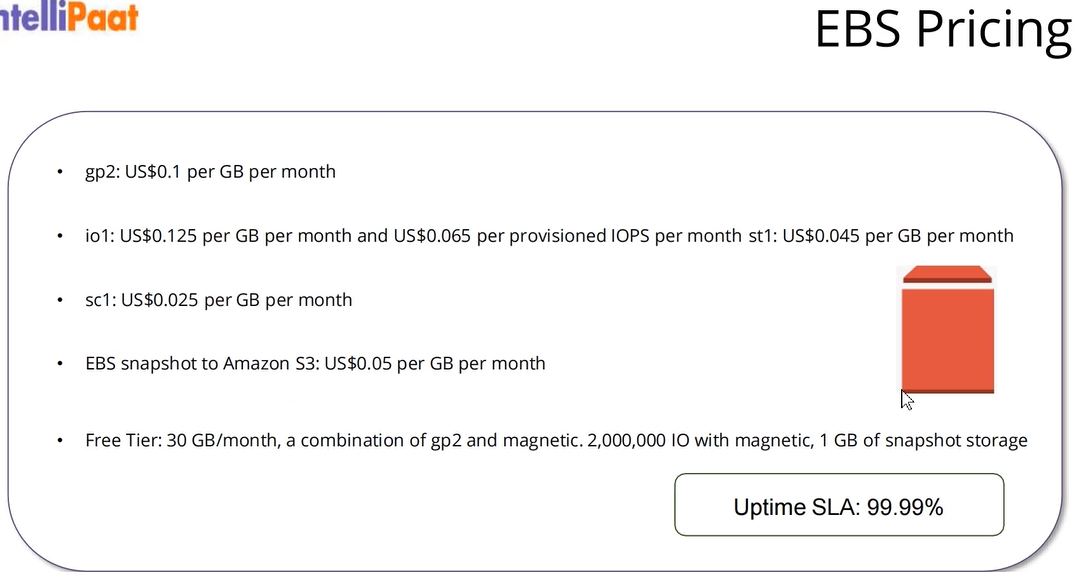 ntelliPaat
EBS Pricing
• gp2: US$0.1 per GB per month
• io1: US$0.125 per GB per month and US$0.065 per provisioned IOPS per month st1: US$0.045 per GB per month
• sc1: US$0.025 per GB per month
• EBS snapshot to Amazon S3: US$0.05 per GB per month
• Free Tier: 30 GB/month, a combination of gp2 and magnetic. 2,000,000 IO with magnetic, 1 GB of snapshot storage
Uptime SLA: 99.99%